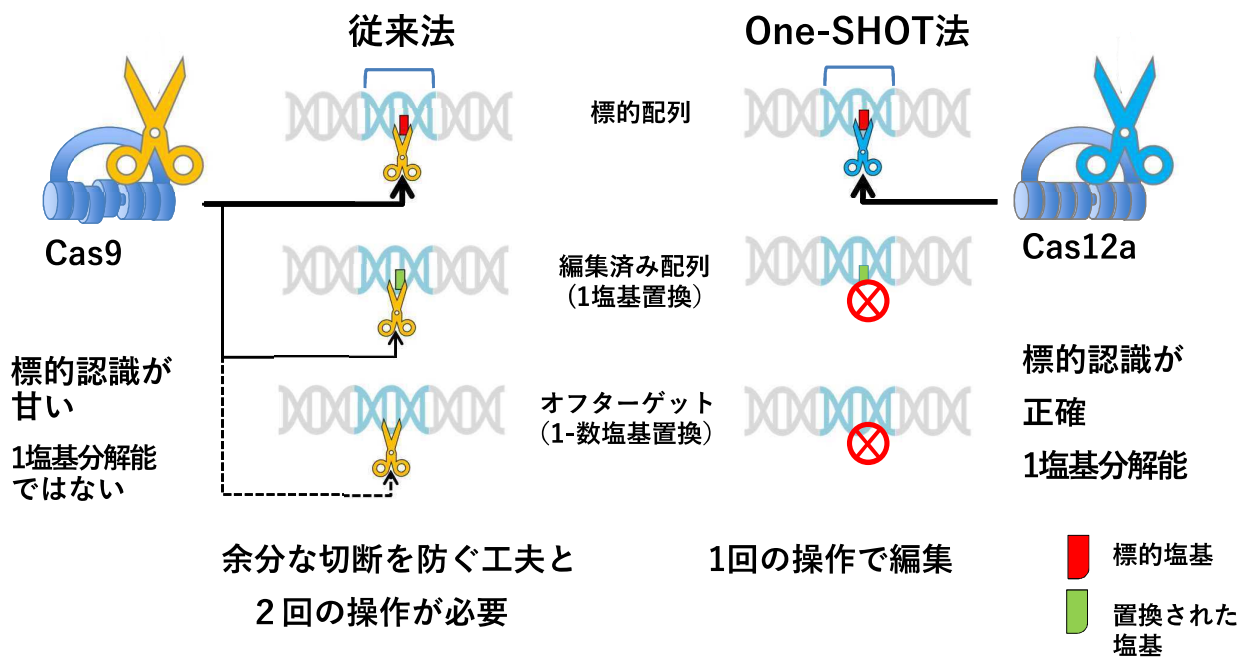 従来法
One-SHOT法
標的配列
Cas9
Cas12a
編集済み配列
(1塩基置換)
標的認識が
甘い
1塩基分解能
ではない
オフターゲット
(1-数塩基置換)
標的認識が
正確
1塩基分解能
余分な切断を防ぐ工夫と
２回の操作が必要
1回の操作で編集
標的塩基
置換された
塩基